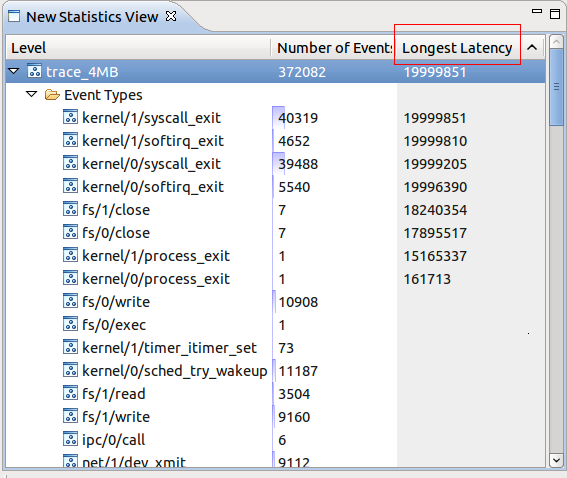 New Statistics View
Level Number of Events Longest Latency
trace_4MB 372082 19999851
Event Types
kernel/1/syscall_exit 40319 19999851
kernel/1/softirq_exit 4652 19999810
kernel/0/syscall_exit 39488 19999205
kernel/0/softirq_exit 5540 19996390
fs/1/close 7 18240354
fs/0/close 7 17895517
kernel/1/process_exit 1 15165337
kernel/0/process_exit 1 161713
fs/0/write 10908
fs/0/exec 1
kernel/1/timer_itimer_set 73
kernel/0/sched_try_wakeup 11187
fs/1/read 3504
fs/1/write 9160
ipc/0/call 6
net/1/dev_xmit 9112